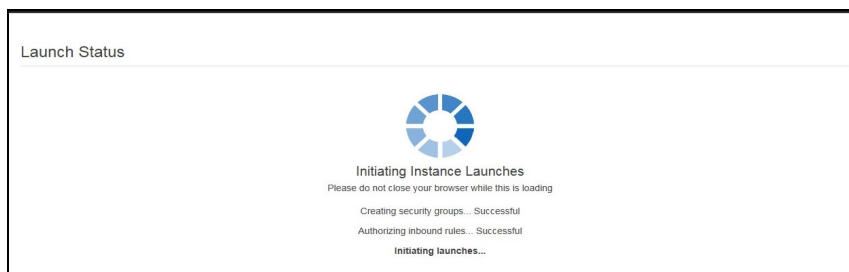 Launch Status
Initiating Instance Launches
Please do not close your browser while this is loading
Creating security groups... Successful
Authorizing inbound rules... Successful
Initiating launches...